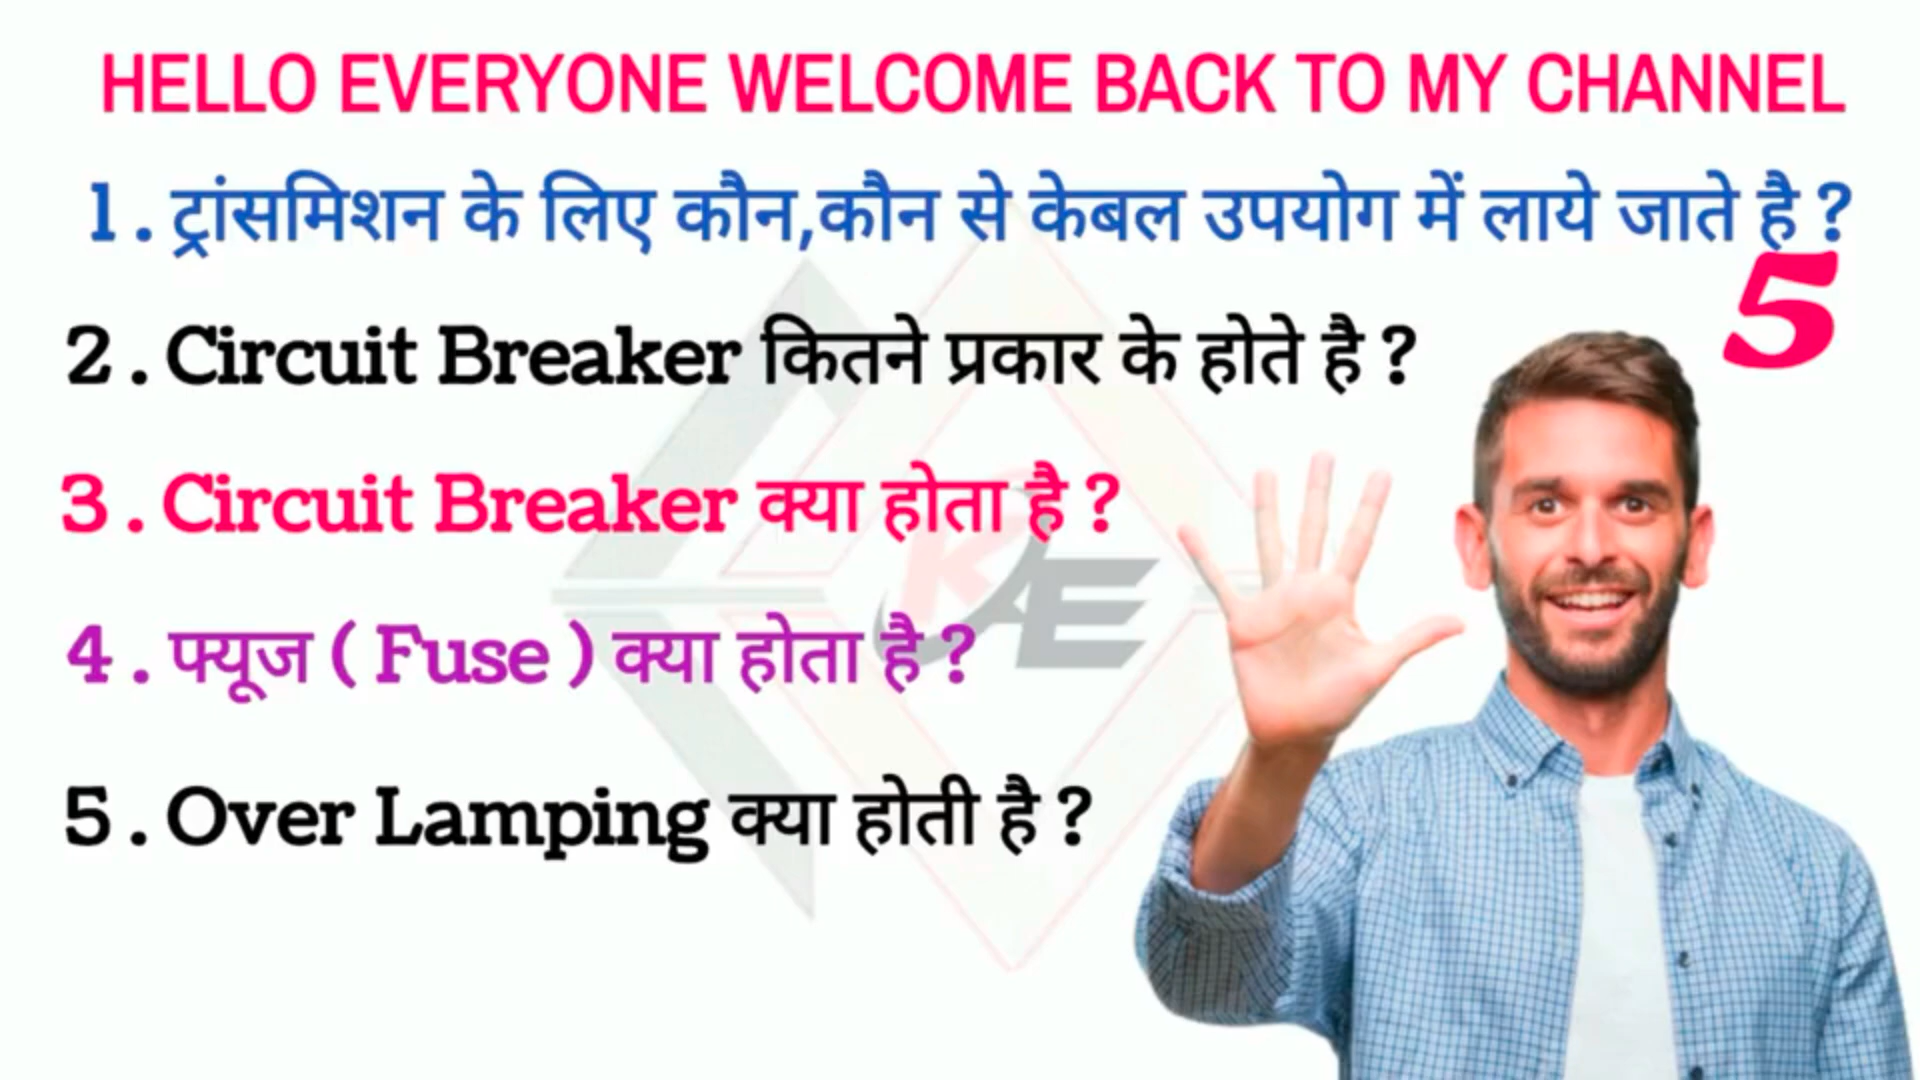 HELLO EVERYONE WELCOME BACK TO MY CHANNEL
1. ट्रांसमिशन के लिए कौन,कौन से केबल उपयोग में लाये जाते है ?
5
2. Circuit Breaker कितने प्रकार के होते है ?
3. Circuit Breaker क्या होता है ?
4. फ्यूज ( Fuse ) क्या होता है ?
KAE
5. Over Lamping क्या होती है ?